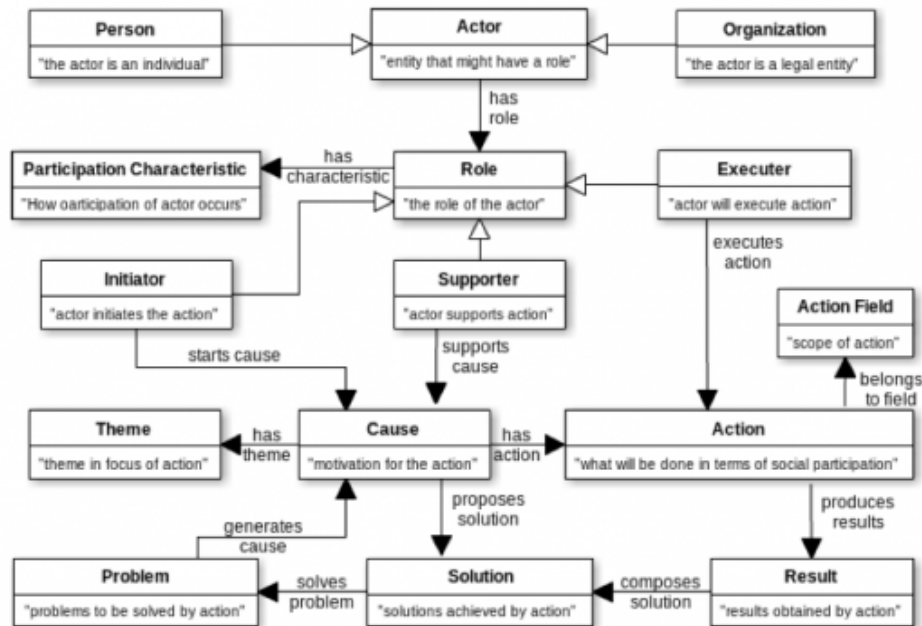 Person
"the actor is an individual"
Actor
"entity that might have a role"
Organization
"the actor is a legal entity"
has
role
Participation Characteristic
"How oarticipation of actor occurs"
has
characteristic
Role
"the role of the actor"
Executer
"actor will execute action"
executes
action
Initiator
"actor initiates the action"
Supporter
"actor supports action"
Action Field
"scope of action"
starts cause
supports
cause
belongs
to field
Theme
"theme in focus of action"
has
theme
Cause
"motivation for the action"
has
action
Action
"what will be done in terms of social participation"
generates
cause
proposes
solution
produces
results
Problem
"problems to be solved by action"
solves
problem
Solution
"solutions achieved by action"
composes
solution
Result
"results obtained by action"